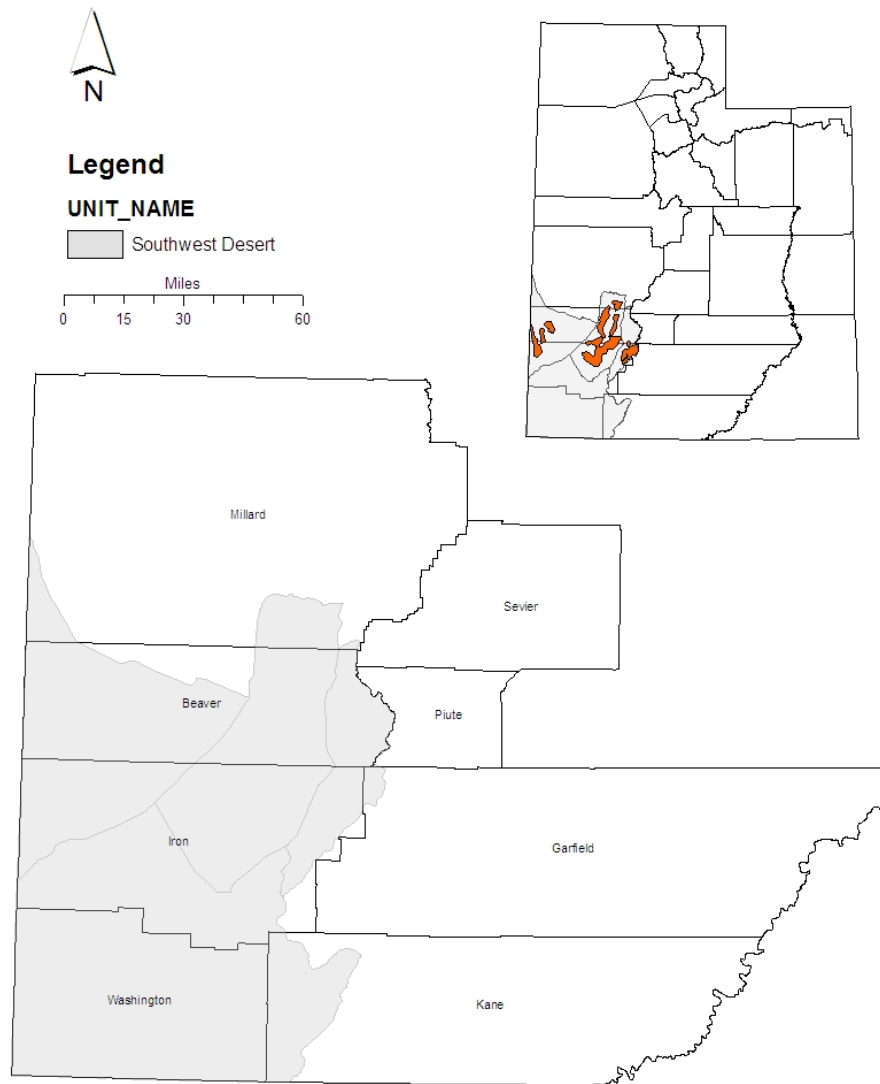 N
Legend
UNIT_NAME
Southwest Desert
Miles
0 15 30 60
Millard
Sevier
Beaver
Piute
Iron
Garfield
Washington
Kane